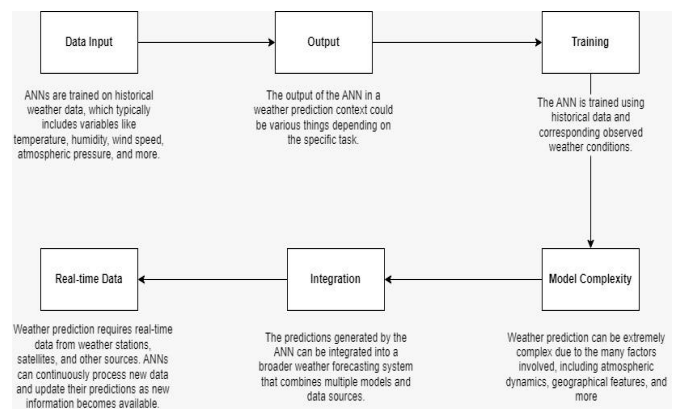 Data Input
Output
Training
ANNs are trained on historical
weather data, which typically
includes variables like
temperature, humidity, wind speed,
atmospheric pressure, and more.
The output of the ANN in a
weather prediction context could
be various things depending on
the specific task.
The ANN is trained using
historical data and
corresponding observed
weather conditions.
Real-time Data
Integration
Model Complexity
Weather prediction requires real-time
data from weather stations,
satellites, and other sources. ANNs
can continuously process new data
and update their predictions as new
information becomes available.
The predictions generated by the
ANN can be integrated into a
broader weather forecasting system
that combines multiple models and
data sources.
Weather prediction can be extremely
complex due to the many factors
involved, including atmospheric
dynamics, geographical features, and
more